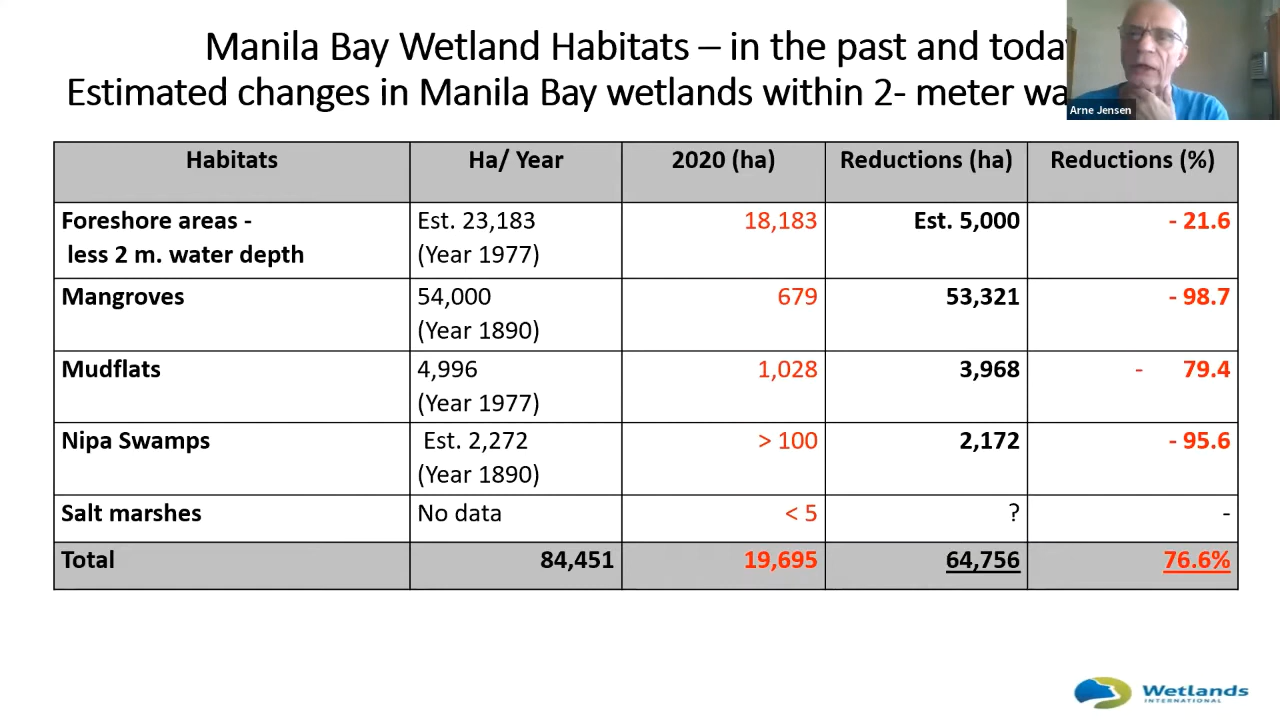 Manila Bay Wetland Habitats – in the past and today
Estimated changes in Manila Bay wetlands within 2- meter
Arne Jensen
Habitats Ha/ Year 2020 (ha) Reductions (ha) Reductions (%)
Foreshore areas - Est. 23,183 18,183 Est. 5,000 - 21.6
less 2 m. water depth (Year 1977)
Mangroves 54,000 679 53,321 - 98.7
(Year 1890)
Mudflats 4,996 1,028 3,968 - 79.4
(Year 1977)
Nipa Swamps Est. 2,272 > 100 2,172 - 95.6
(Year 1890)
Salt marshes No data < 5 ? -
Total 84,451 19,695 64,756 76.6%
Wetlands
INTERNATIONAL